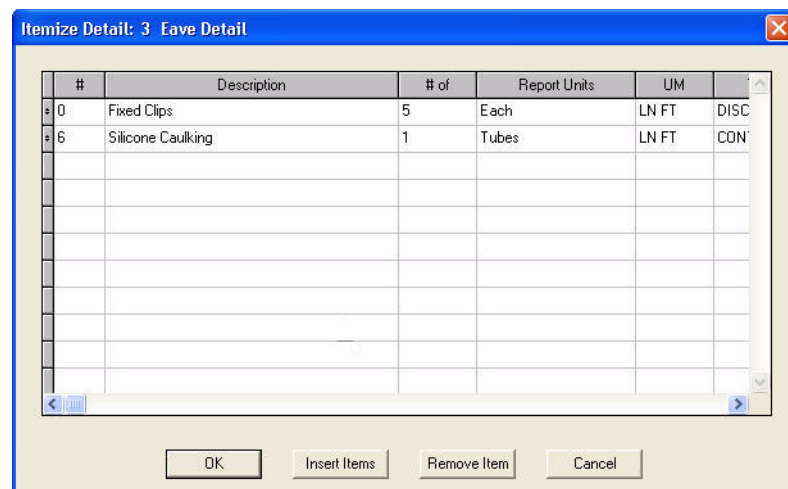 Itemize Detail: 3 Eave Detail
# Description # of Report Units UM
0 Fixed Clips 5 Each LN FT DISC
6 Silicone Caulking 1 Tubes LN FT CON
OK Insert Items Remove Item Cancel